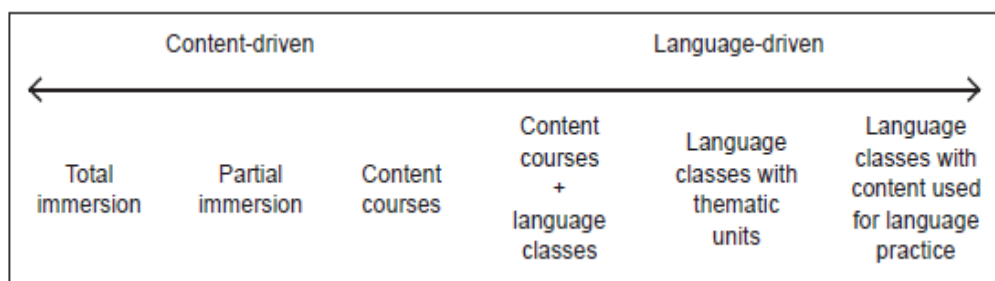 Content-driven
Language-driven
Total
immersion
Partial
immersion
Content
courses
Content
courses
+
language
classes
Language
classes with
thematic
units
Language
classes with
content used
for language
practice